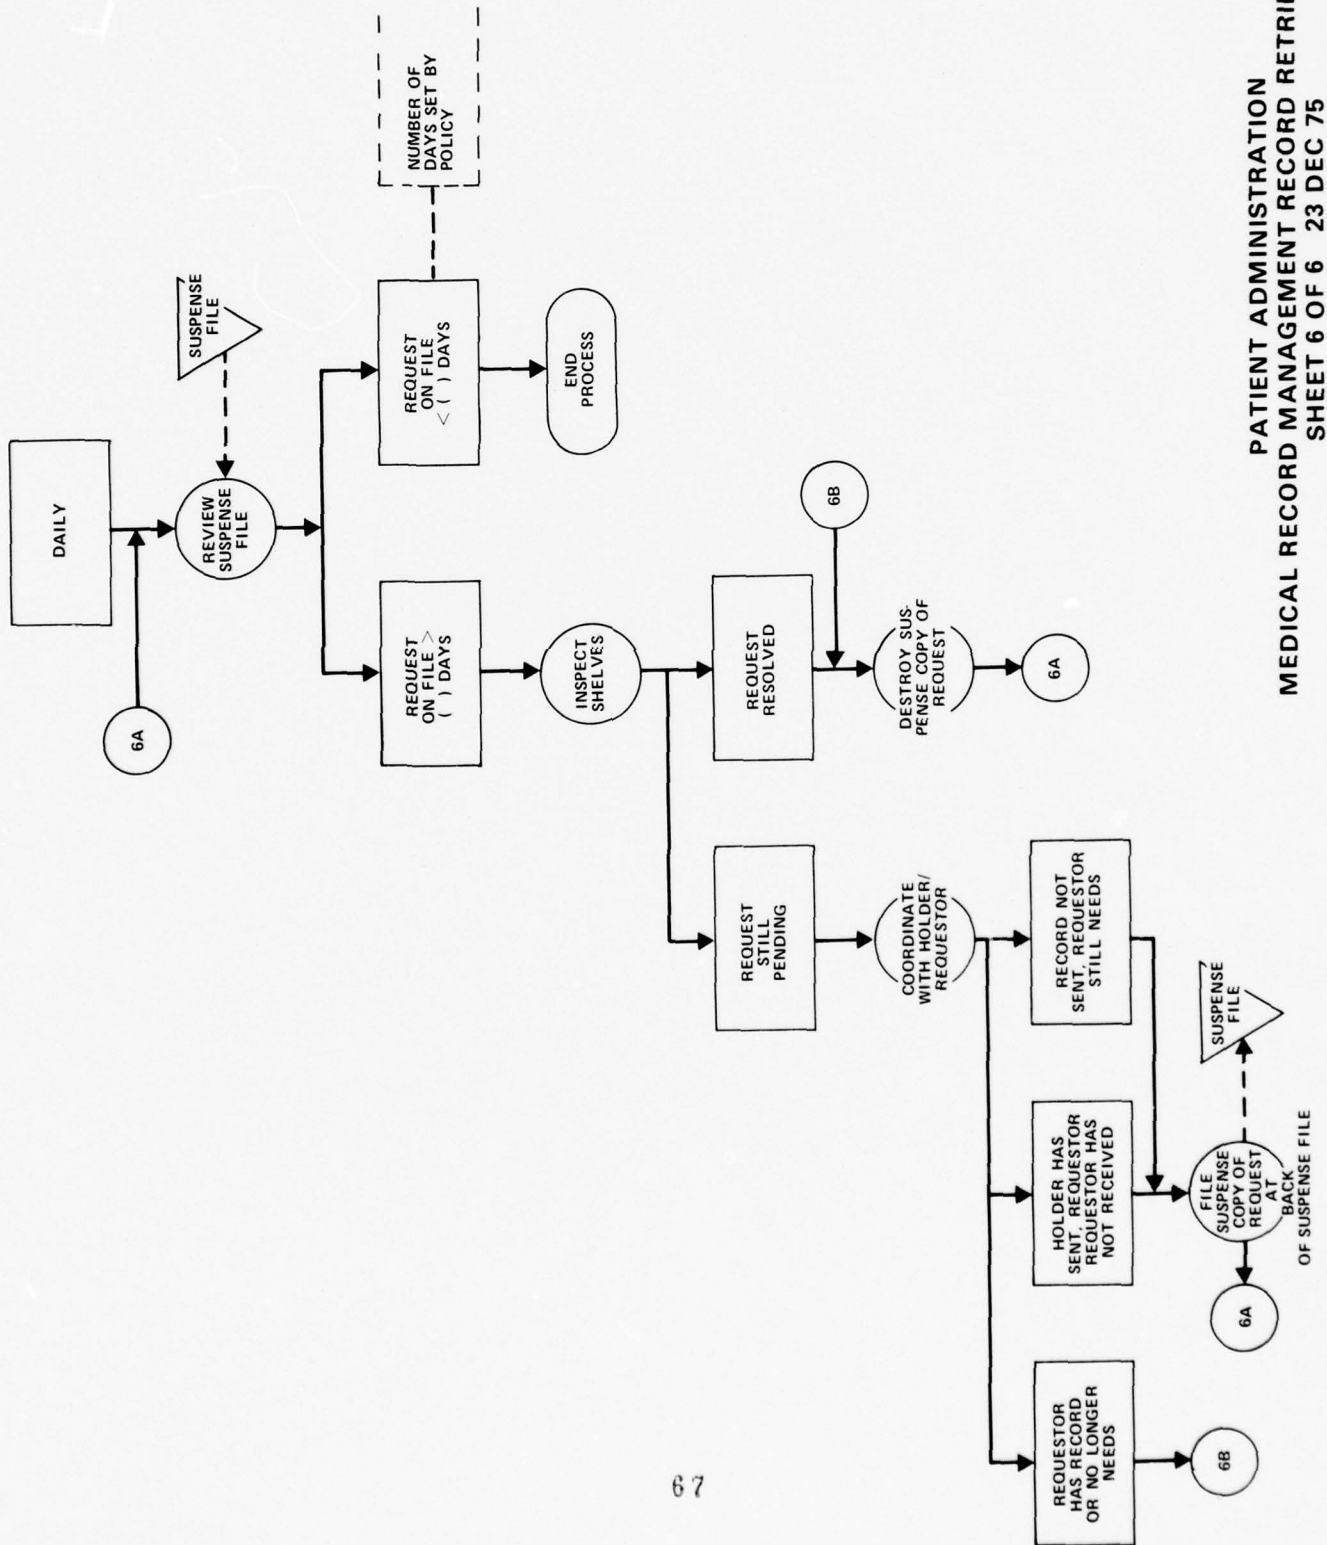 DAILY
6A
REVIEW
SUSPENSE
FILE
SUSPENSE
FILE
REQUEST
ON FILE >
( ) DAYS
REQUEST
ON FILE
< ( ) DAYS
NUMBER OF
DAYS SET BY
POLICY
INSPECT
SHELVES
END
PROCESS
REQUEST
STILL
PENDING
REQUEST
RESOLVED
6B
COORDINATE
WITH HOLDER/
REQUESTOR
DESTROY SUS-
PENSE COPY OF
REQUEST
6A
REQUESTOR
HAS RECORD
OR NO LONGER
NEEDS
HOLDER HAS
SENT, REQUESTOR
REQUESTOR HAS
NOT RECEIVED
RECORD NOT
SENT, REQUESTOR
STILL NEEDS
6B
6A
FILE
SUSPENSE
COPY OF
REQUEST
AT
BACK
OF SUSPENSE FILE
SUSPENSE
FILE
PATIENT ADMINISTRATION
MEDICAL RECORD MANAGEMENT RECORD
SHEET 6 OF 6 23 DEC 75
67